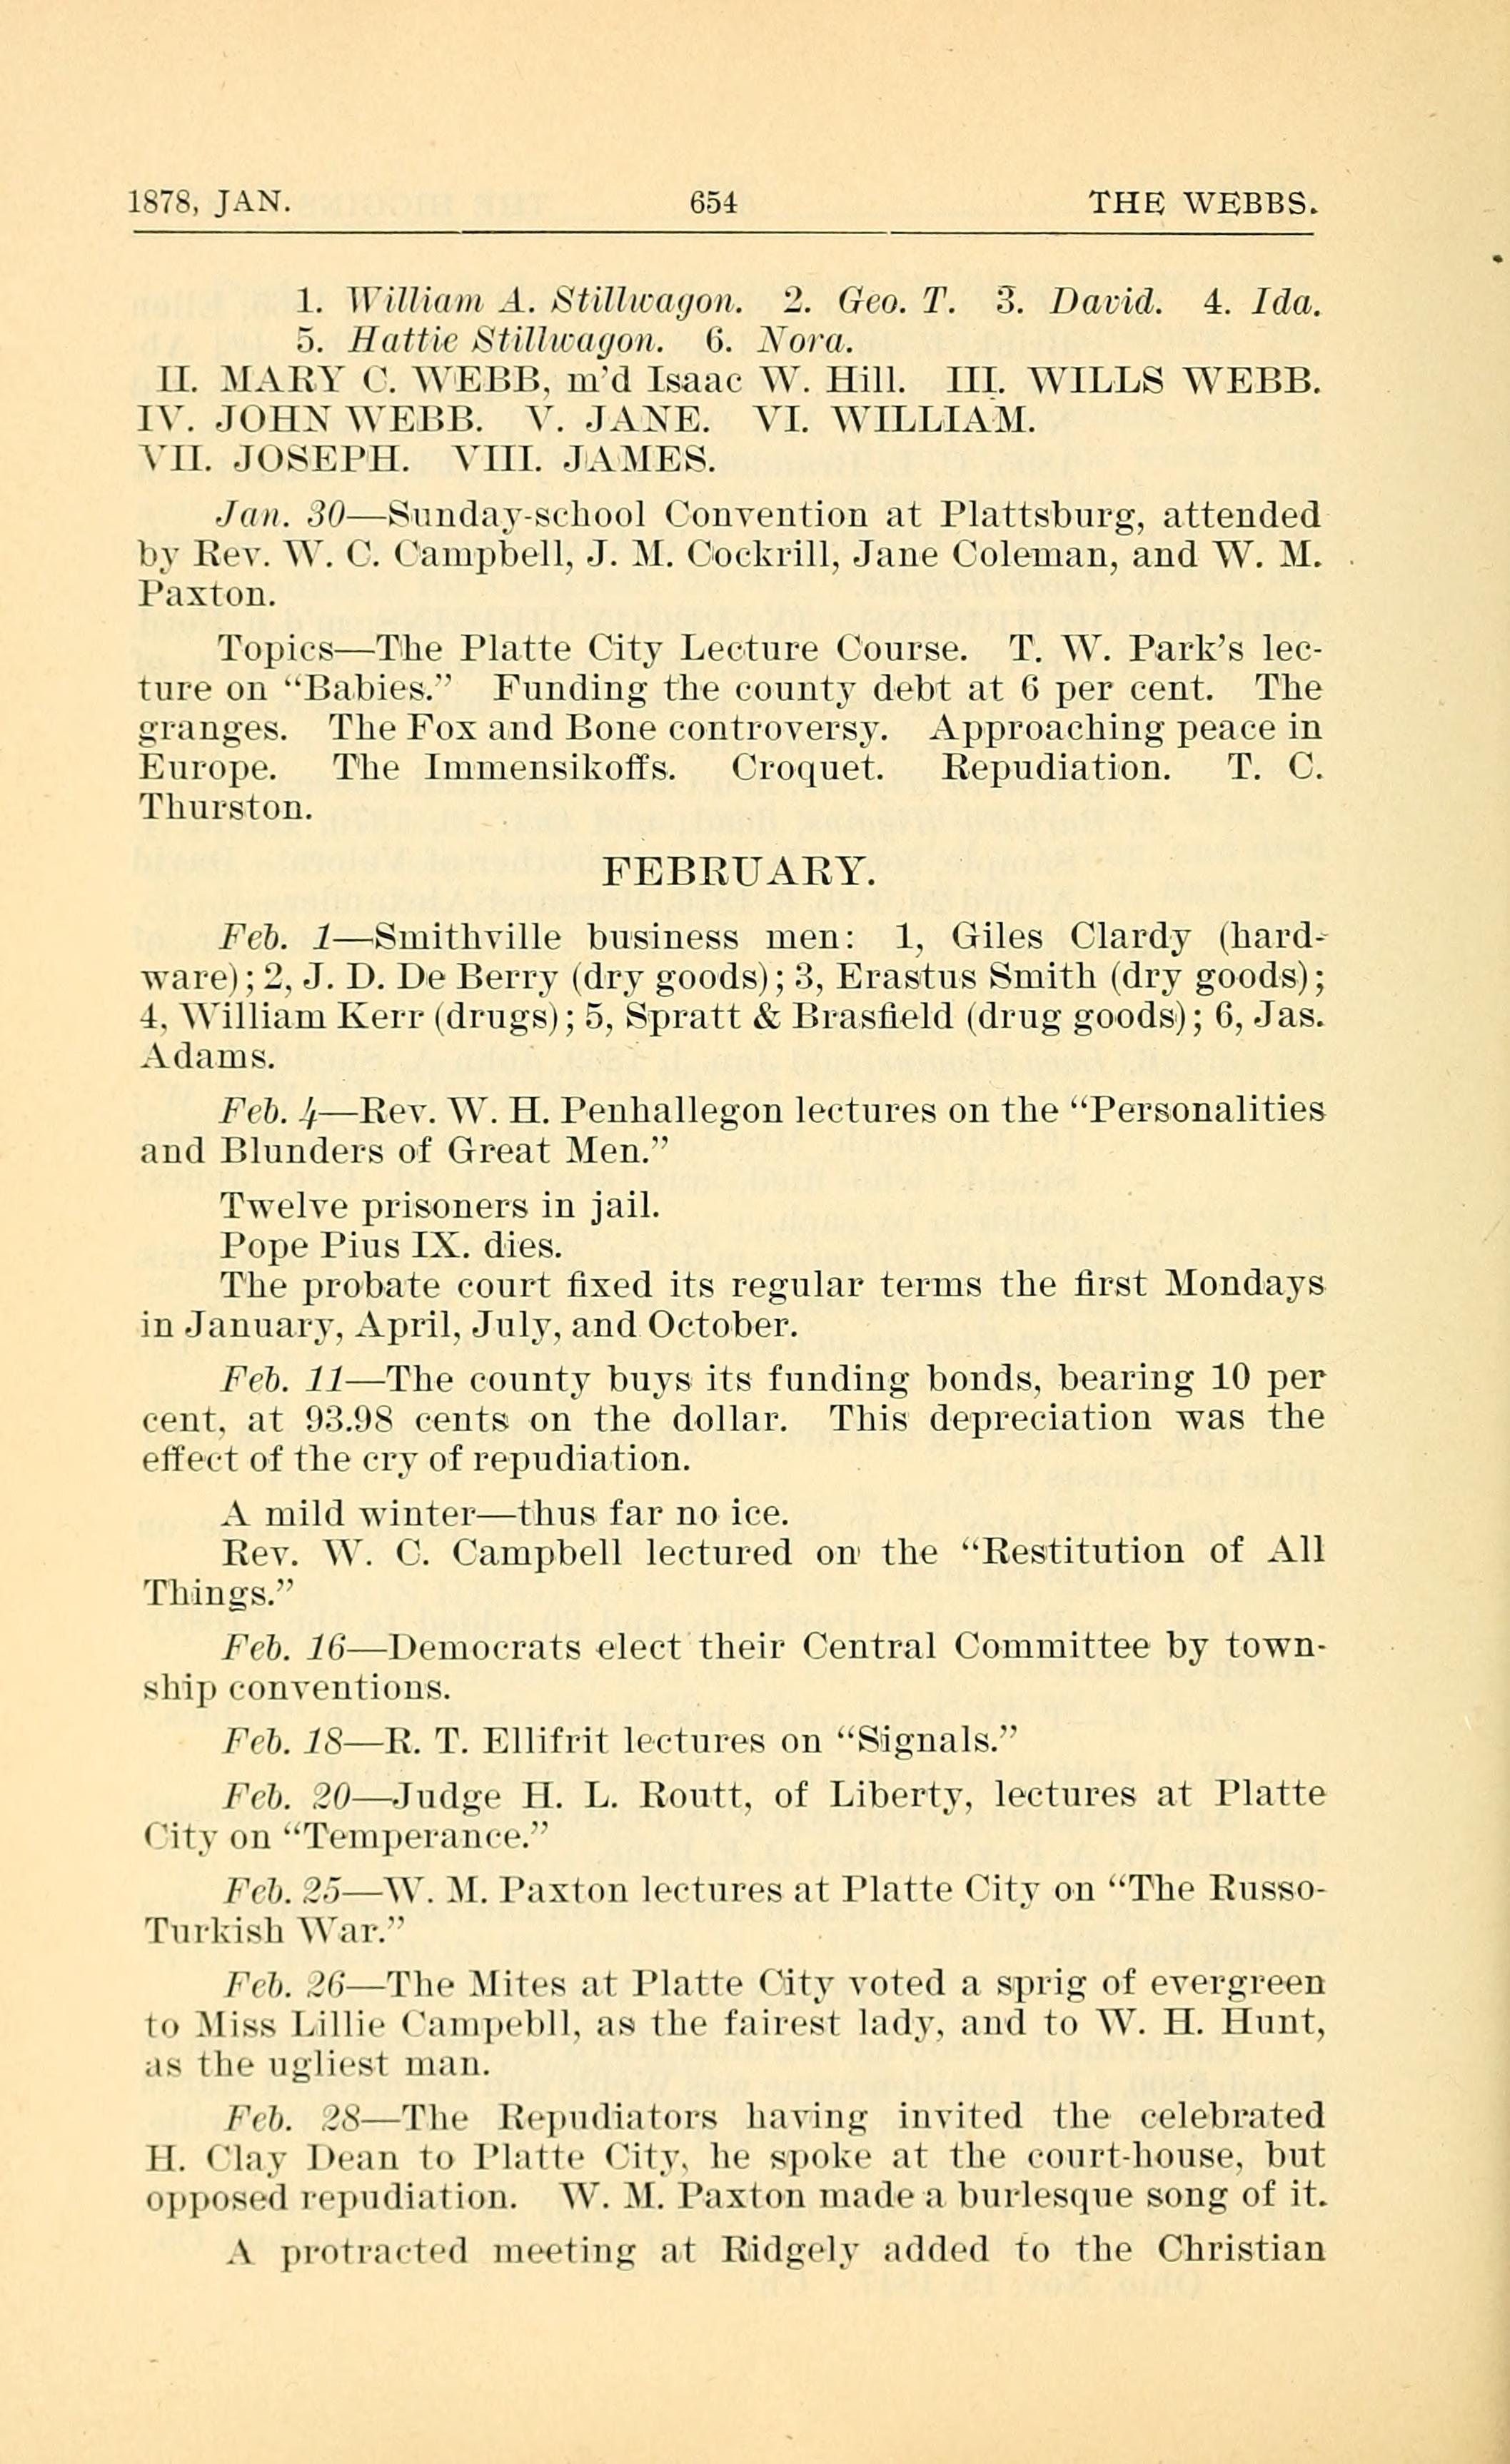 1878, JAN. 654 THE WEBBS.
1. William A. Stillwagon. 2. Geo. T. 3. David. 4. Ida.
5. Hattie Stillwagon. 6. Nora.
II. MARY C. WEBB, m'd Isaac W. Hill. III. WILLS WEBB.
IV. JOHN WEBB. V. JANE. VI. WILLIAM.
VII. JOSEPH. VIII. JAMES.
Jan. 30—Sunday-school Convention at Plattsburg, attended
by Rev. W. C. Campbell, J. M. Cockrill, Jane Coleman, and W. M.
Paxton.
Topics—The Platte City Lecture Course. T. W. Park's lec-
ture on "Babies." Funding the county debt at 6 per cent. The
granges. The Fox and Bone controversy. Approaching peace in
Europe. The Immensikoffs. Croquet. Repudiation. T. C.
Thurston.
FEBRUARY.
Feb. 1—Smithville business men: 1, Giles Clardy (hard-
ware); 2, J. D. De Berry (dry goods); 3, Erastus Smith (dry goods);
4, William Kerr (drugs); 5, Spratt & Brasfield (drug goods); 6, Jas.
Adams.
Feb. 4—Rev. W. H. Penhallegon lectures on the "Personalities
and Blunders of Great Men."
Twelve prisoners in jail.
Pope Pius IX. dies.
The probate court fixed its regular terms the first Mondays
in January, April, July, and October.
Feb. 11—The county buys its funding bonds, bearing 10 per
cent, at 93.98 cents on the dollar. This depreciation was the
effect of the cry of repudiation.
A mild winter—thus far no ice.
Rev. W. C. Campbell lectured on the "Restitution of All
Things."
Feb. 16—Democrats elect their Central Committee by town-
ship conventions.
Feb. 18—R. T. Ellifrit lectures on "Signals."
Feb. 20—Judge H. L. Routt, of Liberty, lectures at Platte
City on "Temperance."
Feb. 25—W. M. Paxton lectures at Platte City on "The Russo-
Turkish War."
Feb. 26—The Mites at Platte City voted a sprig of evergreen
to Miss Lillie Campebll, as the fairest lady, and to W. H. Hunt,
as the ugliest man.
Feb. 28—The Repudiators having invited the celebrated
H. Clay Dean to Platte City, he spoke at the court-house, but
opposed repudiation. W. M. Paxton made a burlesque song of it.
A protracted meeting at Ridgely added to the Christian